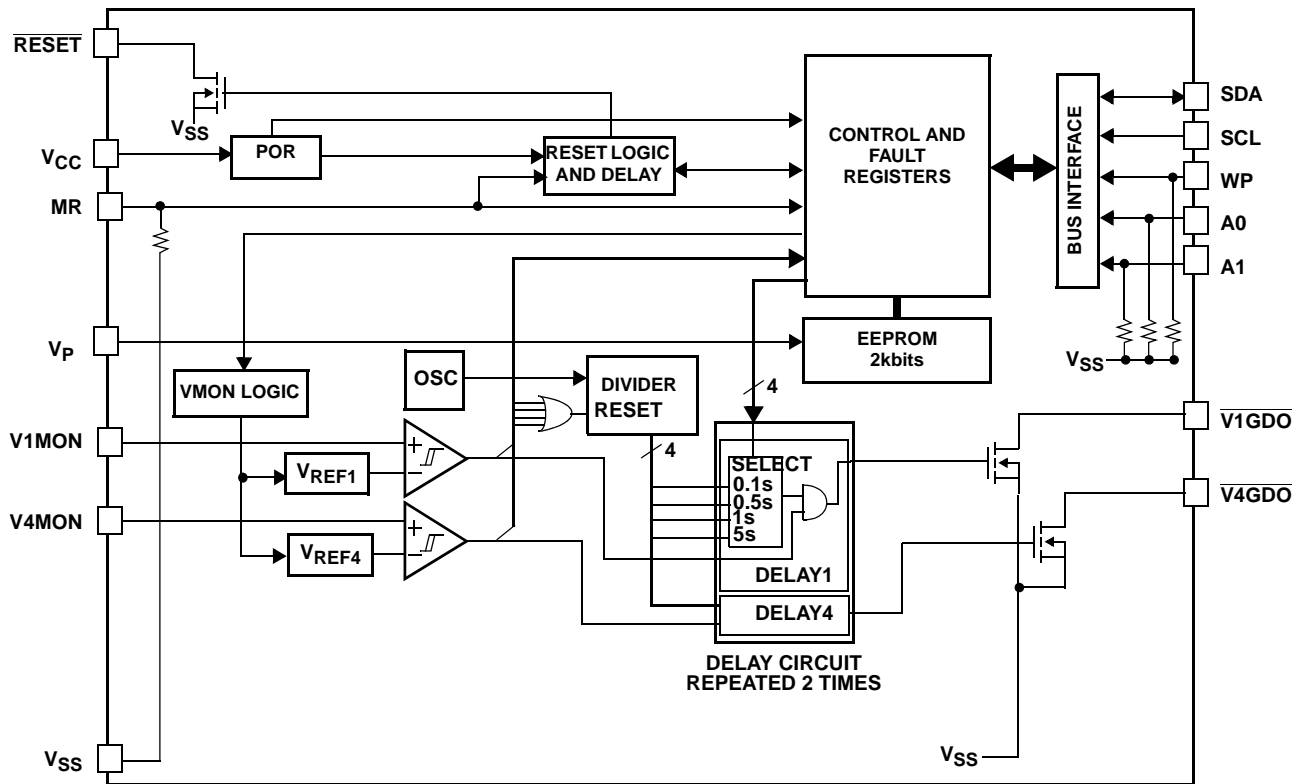 RESET
VSS
VCC
POR
RESET LOGIC
AND DELAY
CONTROL AND
FAULT
REGISTERS
BUS INTERFACE
SDA
SCL
WP
A0
A1
MR
VP
EEPROM
2kbits
VSS
VMON LOGIC
OSC
DIVIDER
RESET
4
4
V1MON
VREF1
V4MON
VREF4
SELECT
0.1s
0.5s
1s
5s
DELAY1
DELAY4
V1GDO
V4GDO
DELAY CIRCUIT
REPEATED 2 TIMES
VSS
VSS